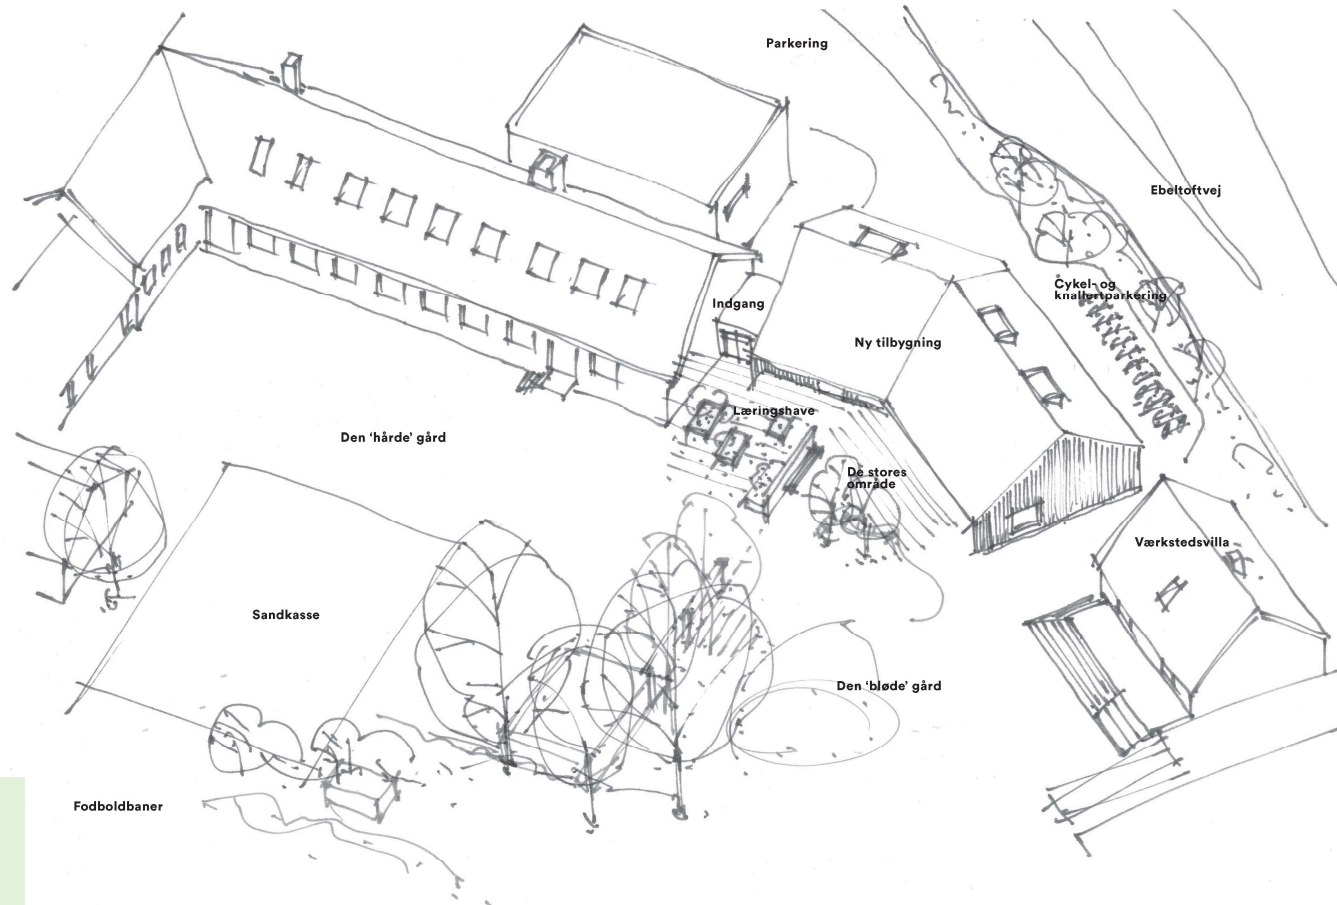 Parkering
Ebeltoftvej
Cykel- og
knallertparkering
Indgang
Ny tilbygning
Læringshave
Den ‘hårde’ gård
De stores
område
Værkstedsvilla
Sandkasse
Den ‘bløde’ gård
Fodboldbaner